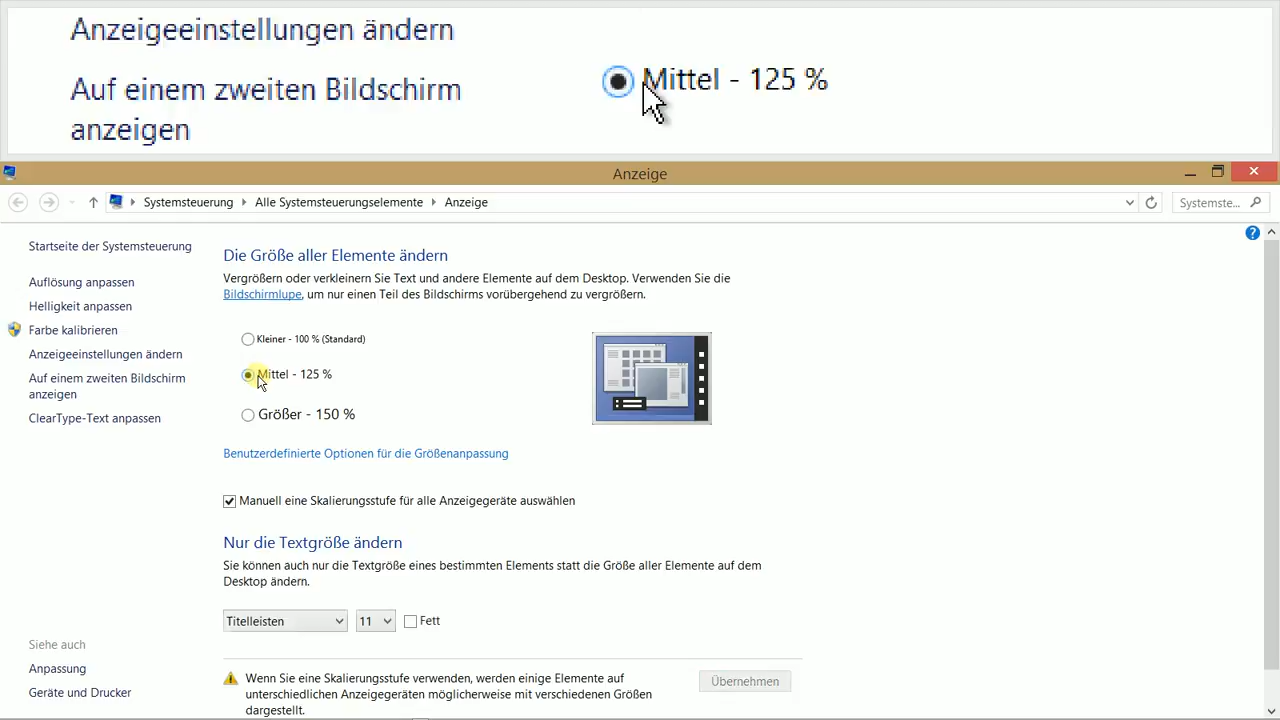 Anzeigeeinstellungen ändern
Auf einem zweiten Bildschirm
anzeigen
Mittel - 125 %
Anzeige
Systemsteuerung
Alle Systemsteuerungselemente
Anzeige
Systemste...
Startseite der Systemsteuerung
Auflösung anpassen
Helligkeit anpassen
Farbe kalibrieren
Anzeigeeinstellungen ändern
Auf einem zweiten Bildschirm
anzeigen
ClearType-Text anpassen
Siehe auch
Anpassung
Geräte und Drucker
Die Größe aller Elemente ändern
Vergrößern oder verkleinern Sie Text und andere Elemente auf dem Desktop. Verwenden Sie die
Bildschirmlupe, um nur einen Teil des Bildschirms vorübergehend zu vergrößern.
Kleiner - 100 % (Standard)
Mittel - 125 %
Größer - 150 %
Benutzerdefinierte Optionen für die Größenanpassung
Manuell eine Skalierungsstufe für alle Anzeigegeräte auswählen
Nur die Textgröße ändern
Sie können auch nur die Textgröße eines bestimmten Elements statt die Größe aller Elemente auf dem
Desktop ändern.
Titelleisten
11
Fett
Wenn Sie eine Skalierungsstufe verwenden, werden einige Elemente auf
unterschiedlichen Anzeigegeräten möglicherweise mit verschiedenen Größen
dargestellt.
Übernehmen